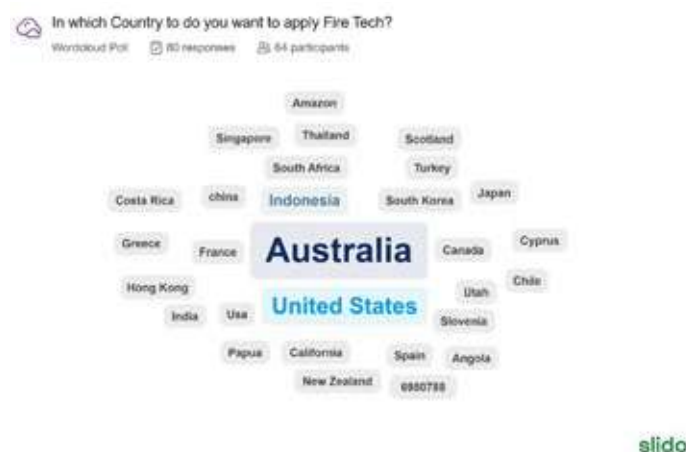 In which Country to do you want to apply Fire Tech?
Wordcloud Poll 80 responses 64 participants
Amazon
Singapore Thailand Scotland
South Africa Turkey
Costa Rica china Indonesia South Korea Japan
Greece France Australia Canada Cyprus
Hong Kong Utah Chile
India Usa United States Slovenia
Papua California Spain Angola
New Zealand 6980788
slido